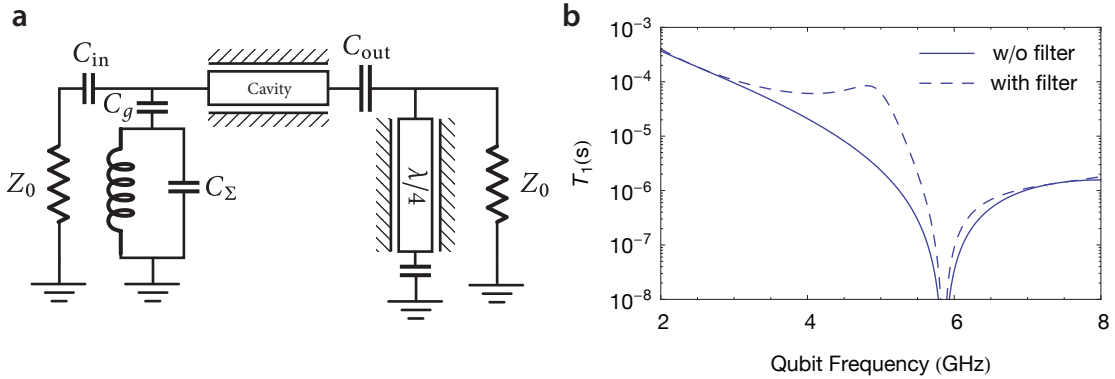 a
C_in
C_g
Cavity
C_out
Z_0
C_Σ
λ/4
Z_0
b
10^-3
10^-4
10^-5
10^-6
10^-7
10^-8
T_1(s)
w/o filter
with filter
2
4
6
8
Qubit Frequency (GHz)